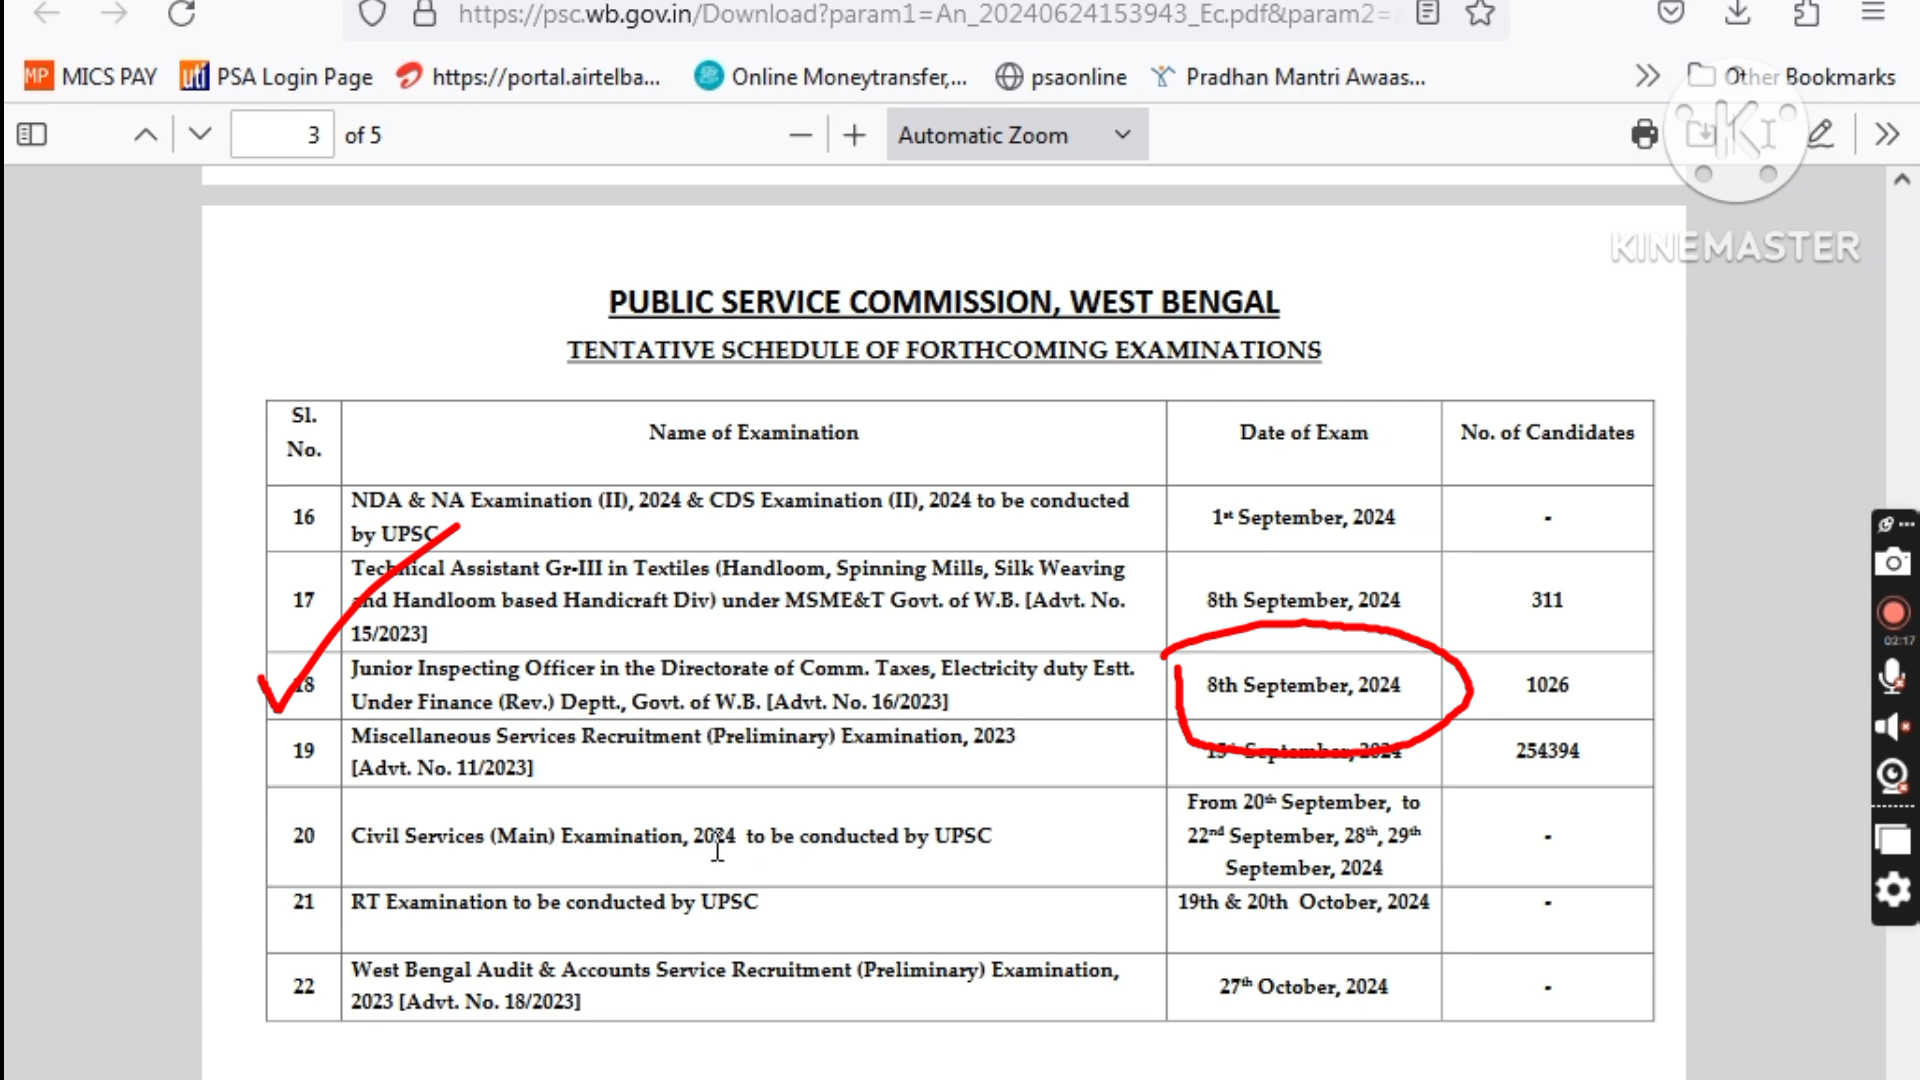 https://psc.wb.gov.in/Download?param1=An_20240624153943_Ec.pdf&param2=
MP MICS PAY uti PSA Login Page https://portal.airtelba... Online Moneytransfer,... psaonline Pradhan Mantri Awaas... Other Bookmarks
3 of 5 Automatic Zoom
KINEMASTER
PUBLIC SERVICE COMMISSION, WEST BENGAL
TENTATIVE SCHEDULE OF FORTHCOMING EXAMINATIONS
Sl.
No.
Name of Examination
Date of Exam
No. of Candidates
16
NDA & NA Examination (II), 2024 & CDS Examination (II), 2024 to be conducted
by UPSC
1st September, 2024
-
17
Technical Assistant Gr-III in Textiles (Handloom, Spinning Mills, Silk Weaving
and Handloom based Handicraft Div) under MSME&T Govt. of W.B. [Advt. No.
15/2023]
8th September, 2024
311
18
Junior Inspecting Officer in the Directorate of Comm. Taxes, Electricity duty Estt.
Under Finance (Rev.) Deptt., Govt. of W.B. [Advt. No. 16/2023]
8th September, 2024
1026
19
Miscellaneous Services Recruitment (Preliminary) Examination, 2023
[Advt. No. 11/2023]
15th September, 2024
254394
20
Civil Services (Main) Examination, 2024 to be conducted by UPSC
From 20th September, to
22nd September, 28th, 29th
September, 2024
-
21
RT Examination to be conducted by UPSC
19th & 20th October, 2024
-
22
West Bengal Audit & Accounts Service Recruitment (Preliminary) Examination,
2023 [Advt. No. 18/2023]
27th October, 2024
-
02:17